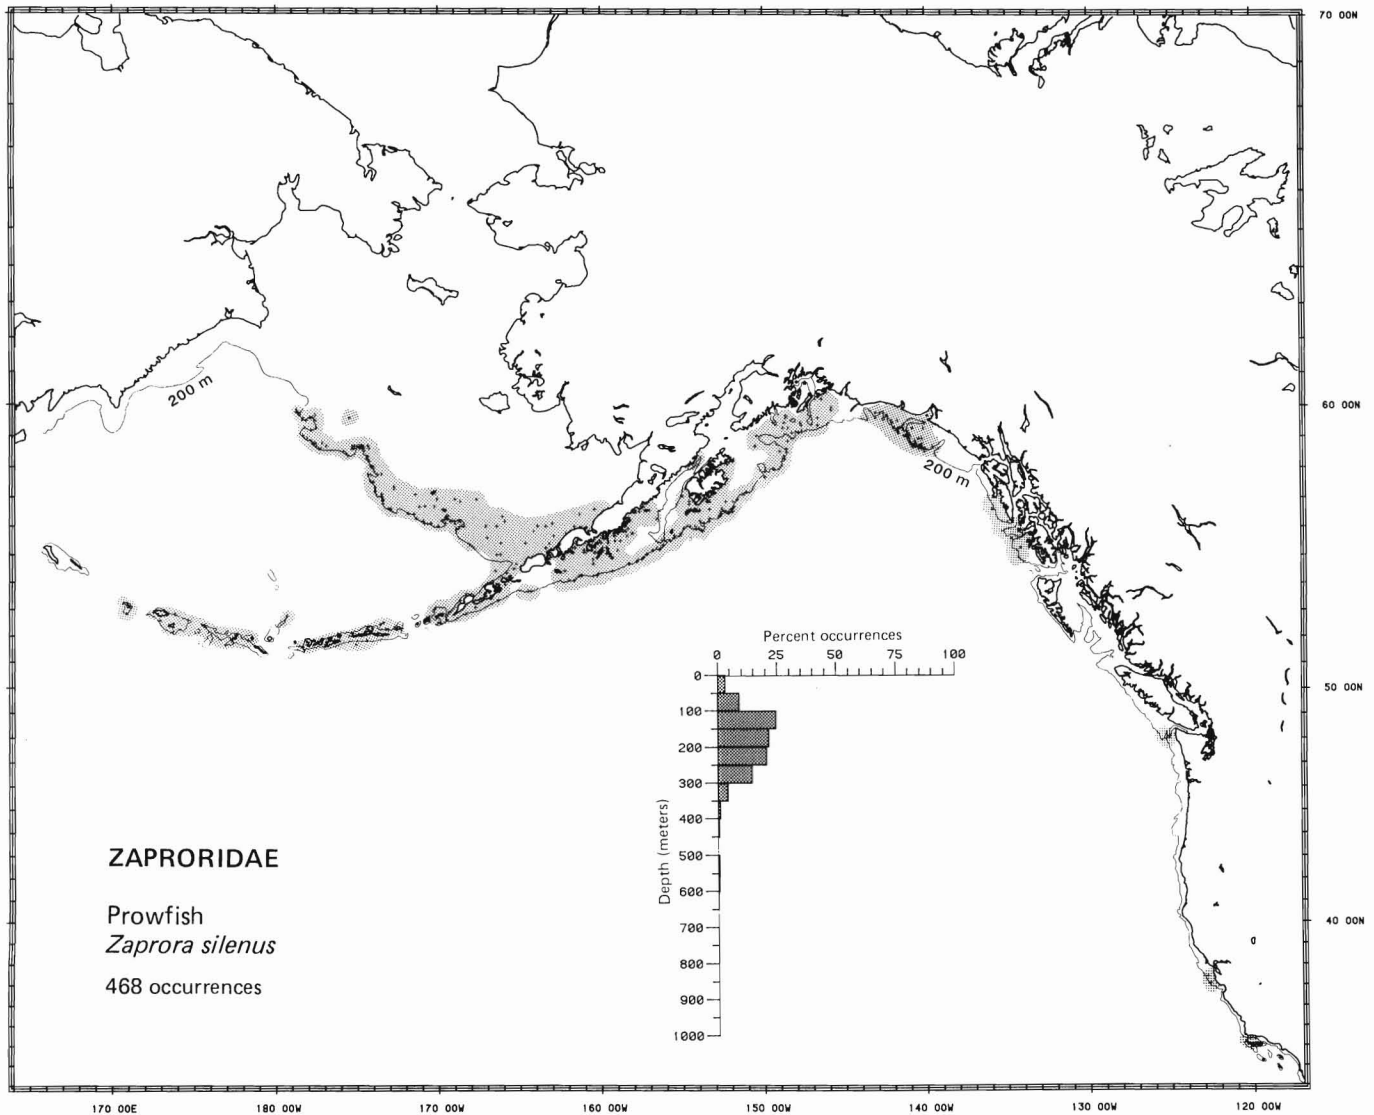 70 00N
200 m
60 00N
200 m
Percent occurrences
0 25 50 75 100
50 00N
0
100
200
300
400
500
600
700
800
900
1000
Depth (meters)
40 00N
ZAPRORIDAE
Prowfish
Zaprora silenus
468 occurrences
170 00E 180 00W 170 00W 160 00W 150 00W 140 00W 130 00W 120 00W